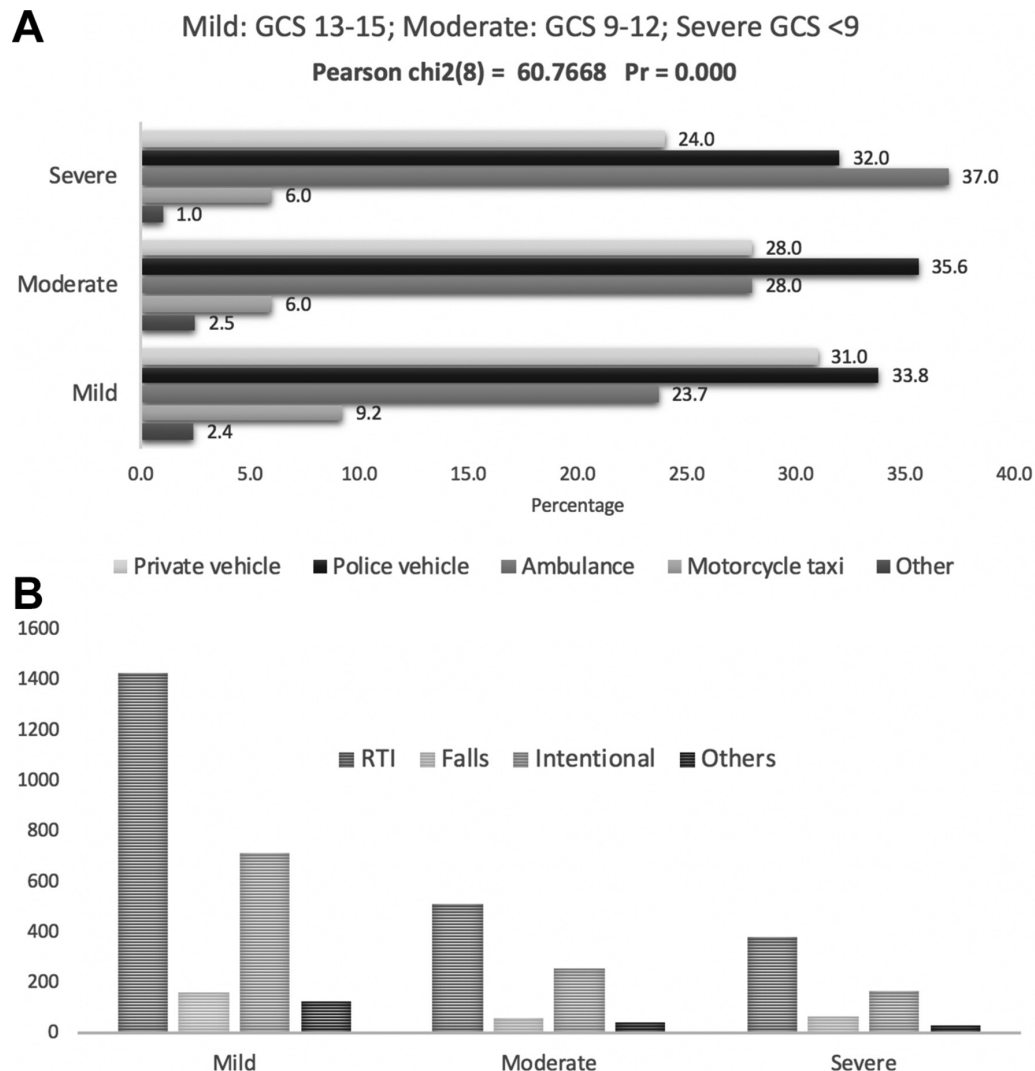 A
Mild: GCS 13-15; Moderate: GCS 9-12; Severe GCS <9
Pearson chi2(8) = 60.7668 Pr = 0.000
Severe
24.0
32.0
37.0
6.0
1.0
Moderate
28.0
35.6
28.0
6.0
2.5
Mild
31.0
33.8
23.7
9.2
2.4
0.0 5.0 10.0 15.0 20.0 25.0 30.0 35.0 40.0
Percentage
Private vehicle Police vehicle Ambulance Motorcycle taxi Other
B
1600
1400
1200
1000
800
600
400
200
0
RTI Falls Intentional Others
Mild Moderate Severe